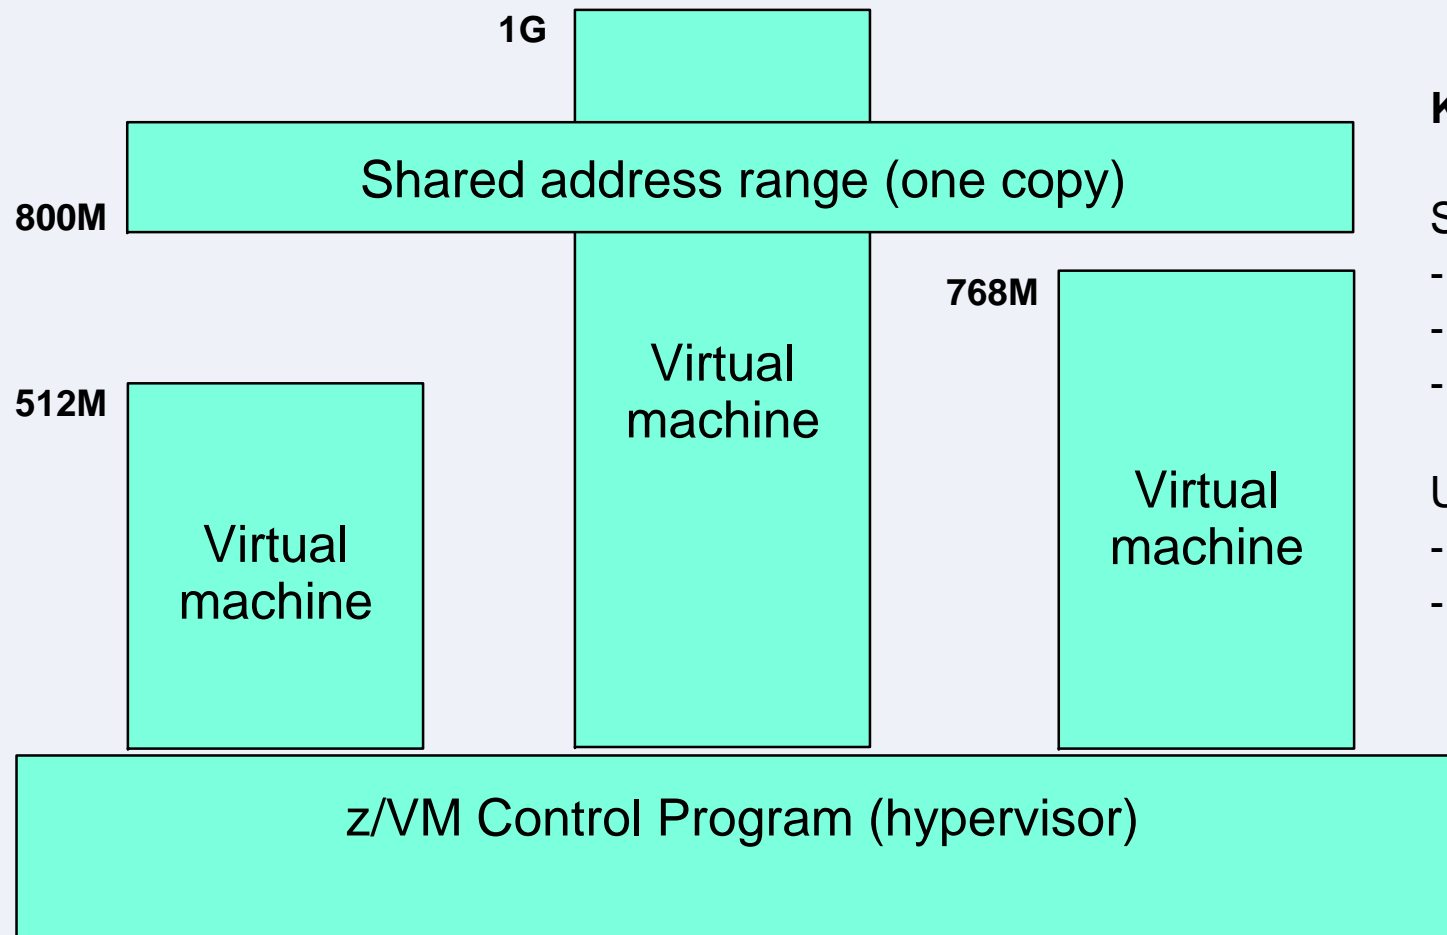 1G
Shared address range (one copy)
800M
768M
512M
Virtual
machine
Virtual
machine
Virtual
machine
z/VM Control Program (hypervisor)
K
S
-
-
-
U
-
-